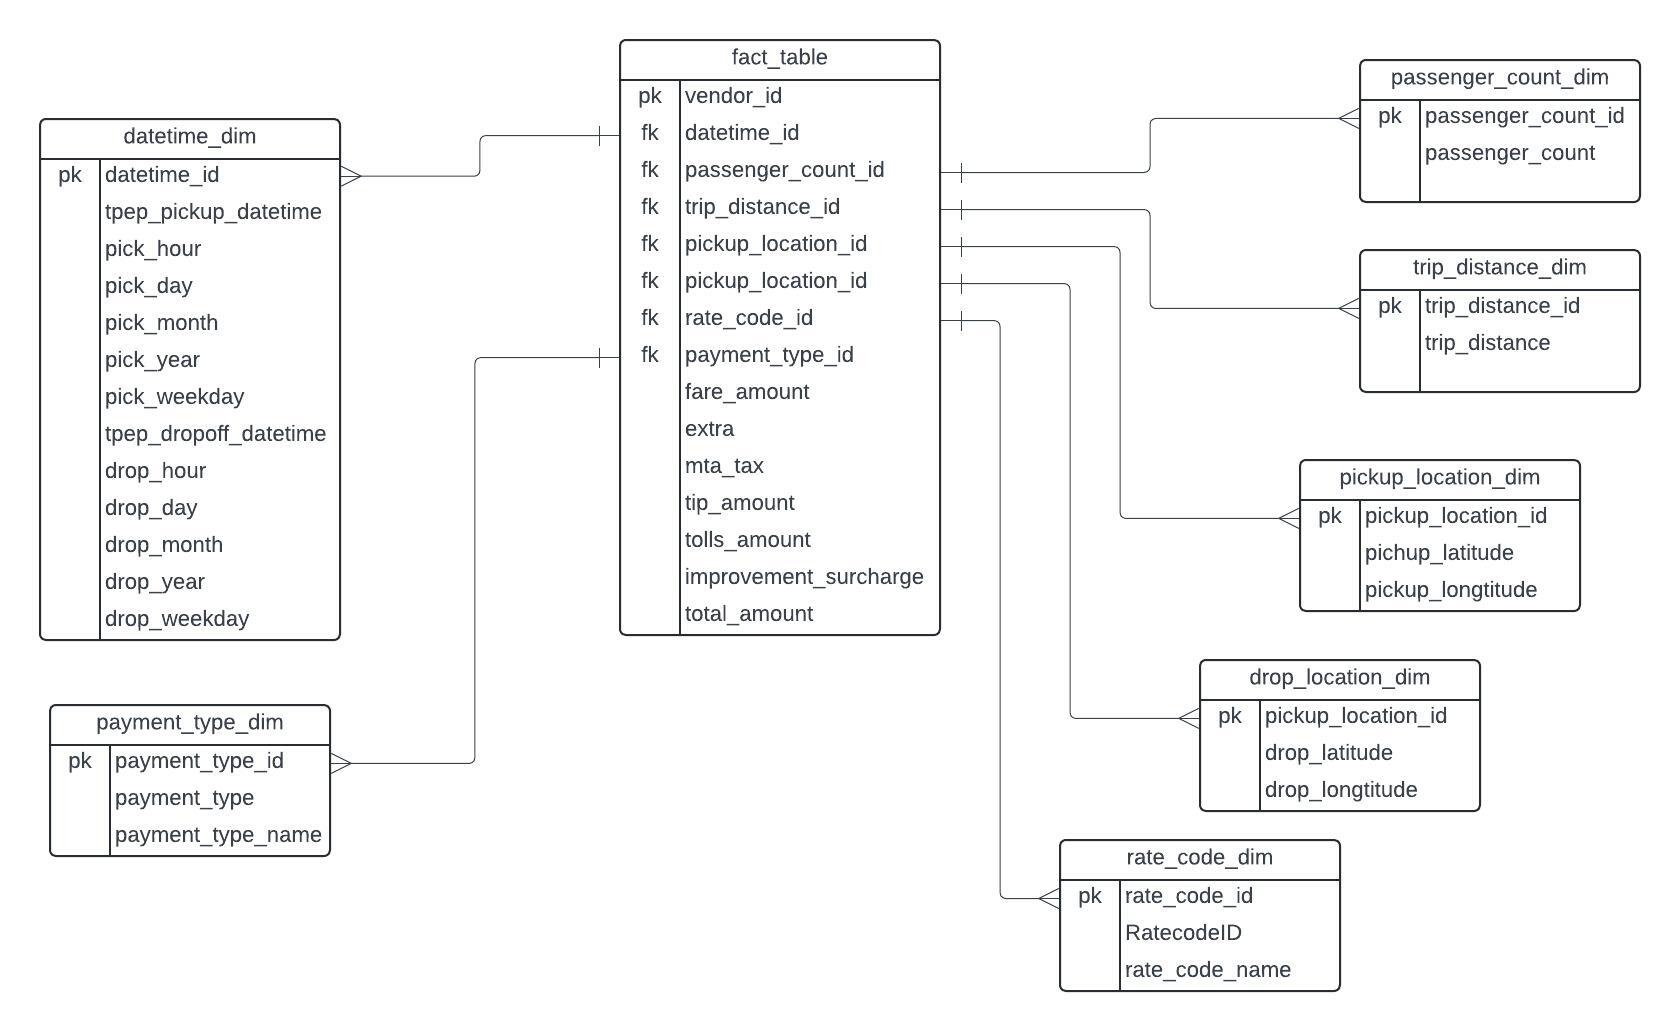 fact_table
pk vendor_id
fk datetime_id
fk passenger_count_id
fk trip_distance_id
fk pickup_location_id
fk pickup_location_id
fk rate_code_id
fk payment_type_id
fare_amount
extra
mta_tax
tip_amount
tolls_amount
improvement_surcharge
total_amount
datetime_dim
pk datetime_id
tpep_pickup_datetime
pick_hour
pick_day
pick_month
pick_year
pick_weekday
tpep_dropoff_datetime
drop_hour
drop_day
drop_month
drop_year
drop_weekday
payment_type_dim
pk payment_type_id
payment_type
payment_type_name
passenger_count_dim
pk passenger_count_id
passenger_count
trip_distance_dim
pk trip_distance_id
trip_distance
pickup_location_dim
pk pickup_location_id
pichup_latitude
pickup_longtitude
drop_location_dim
pk pickup_location_id
drop_latitude
drop_longtitude
rate_code_dim
pk rate_code_id
RatecodeID
rate_code_name